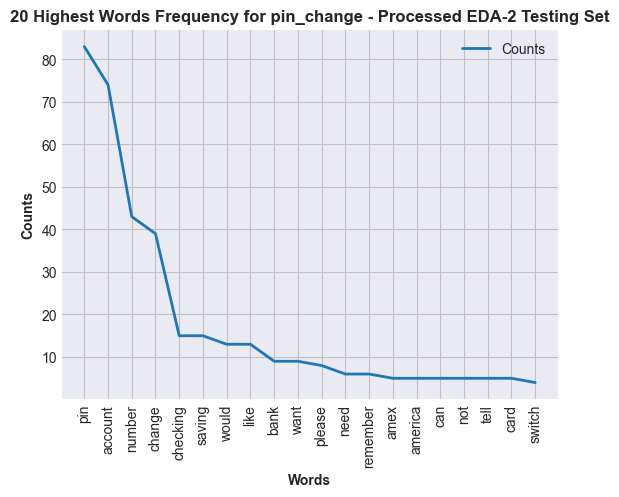 20 Highest Words Frequency for pin_change - Processed EDA-2 Testing Set
Counts
80
70
60
50
40
30
20
10
Counts
pin
account
number
change
checking
saving
would
like
bank
want
please
need
remember
amex
america
can
not
tell
card
switch
Words